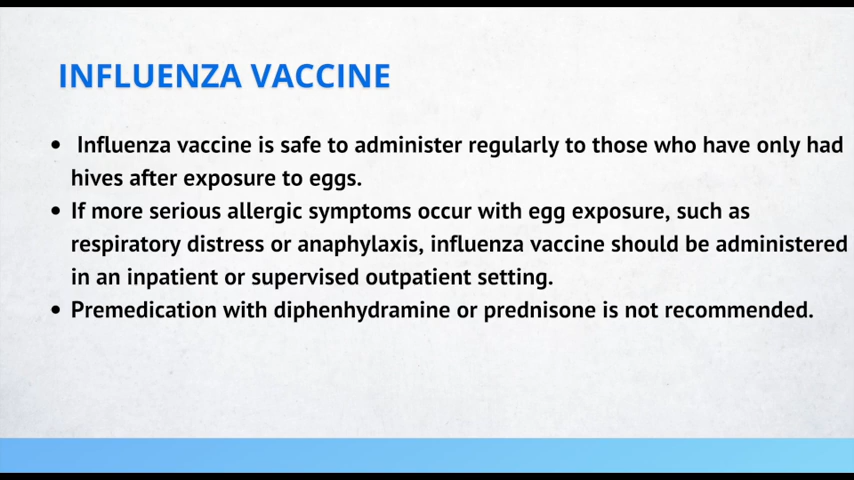 INFLUENZA VACCINE
• Influenza vaccine is safe to administer regularly to those who have only had
hives after exposure to eggs.
• If more serious allergic symptoms occur with egg exposure, such as
respiratory distress or anaphylaxis, influenza vaccine should be administered
in an inpatient or supervised outpatient setting.
• Premedication with diphenhydramine or prednisone is not recommended.